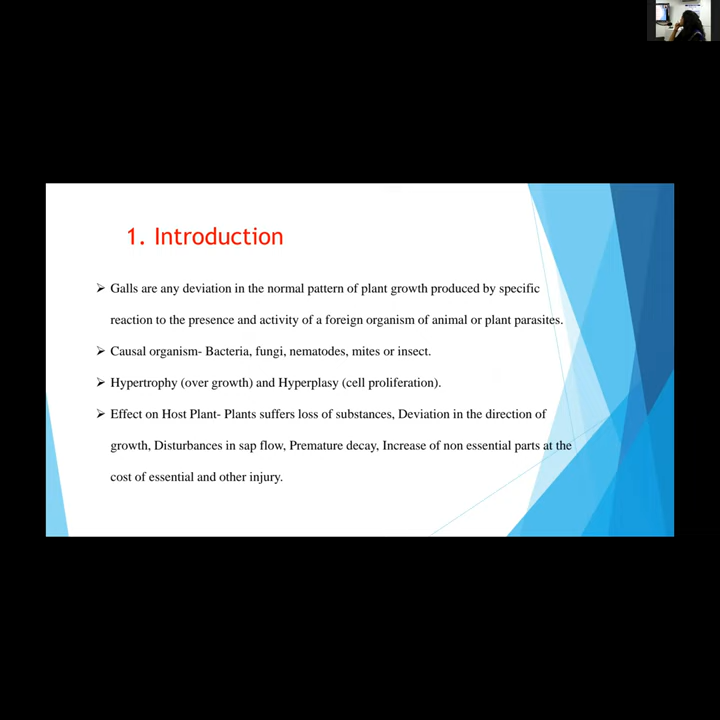 1. Introduction
➢ Galls are any deviation in the normal pattern of plant growth produced by specific
reaction to the presence and activity of a foreign organism of animal or plant parasites.
➢ Causal organism- Bacteria, fungi, nematodes, mites or insect.
➢ Hypertrophy (over growth) and Hyperplasy (cell proliferation).
➢ Effect on Host Plant- Plants suffers loss of substances, Deviation in the direction of
growth, Disturbances in sap flow, Premature decay, Increase of non essential parts at the
cost of essential and other injury.